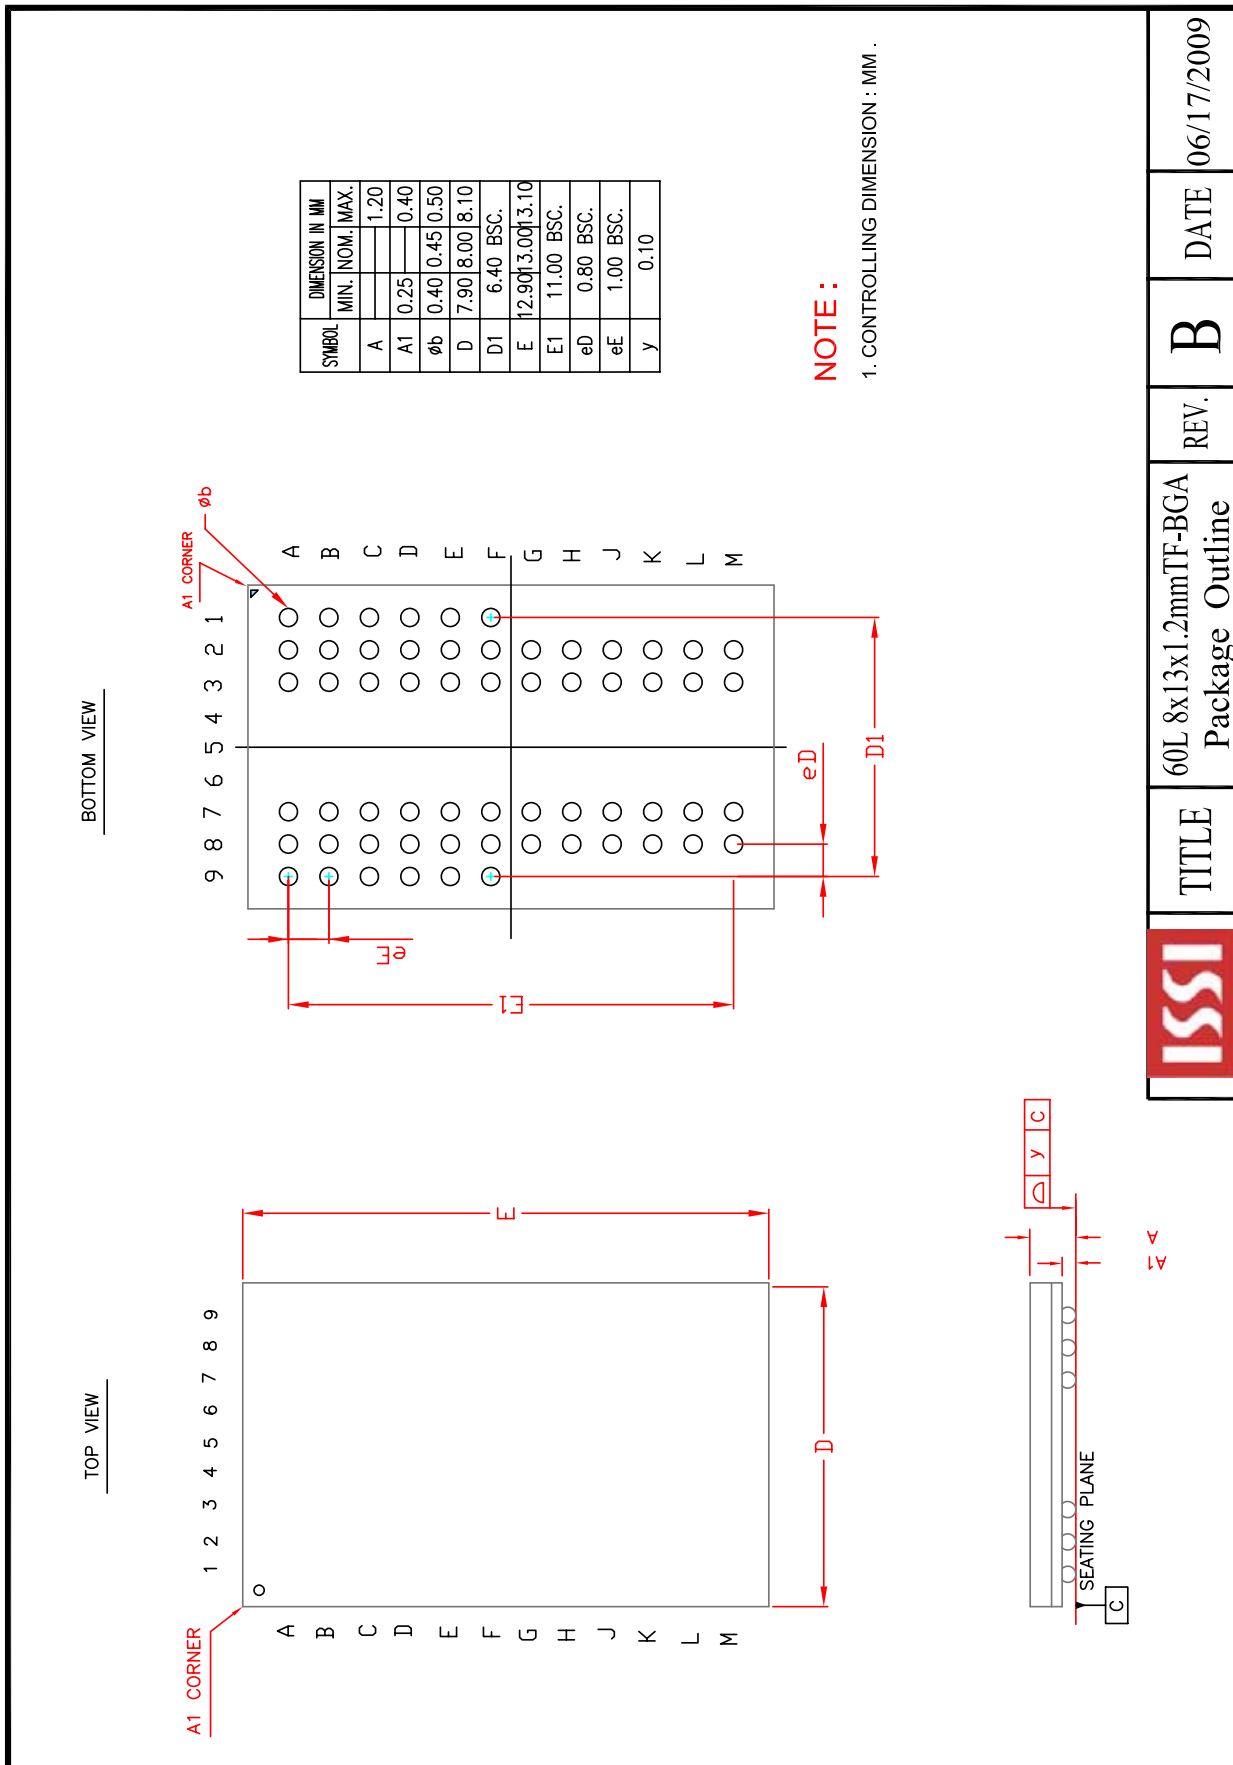 TOP VIEW
A1 CORNER
1 2 3 4 5 6 7 8 9
A
B
C
D
E
F
G
H
J
K
L
M
E
D
BOTTOM VIEW
A1 CORNER
øb
9 8 7 6 5 4 3 2 1
A
B
C
D
E
F
G
H
J
K
L
M
eE
E1
eD
D1
SYMBOL DIMENSION IN MM
MIN. NOM. MAX.
A 1.20
A1 0.25 0.40
øb 0.40 0.45 0.50
D 7.90 8.00 8.10
D1 6.40 BSC.
E 12.90 13.00 13.10
E1 11.00 BSC.
eD 0.80 BSC.
eE 1.00 BSC.
y 0.10
NOTE :
1. CONTROLLING DIMENSION : MM .
y C
A
A1
SEATING PLANE
C
ISSI
TITLE
60L 8x13x1.2mmTF-BGA
Package Outline
REV.
B
DATE
06/17/2009